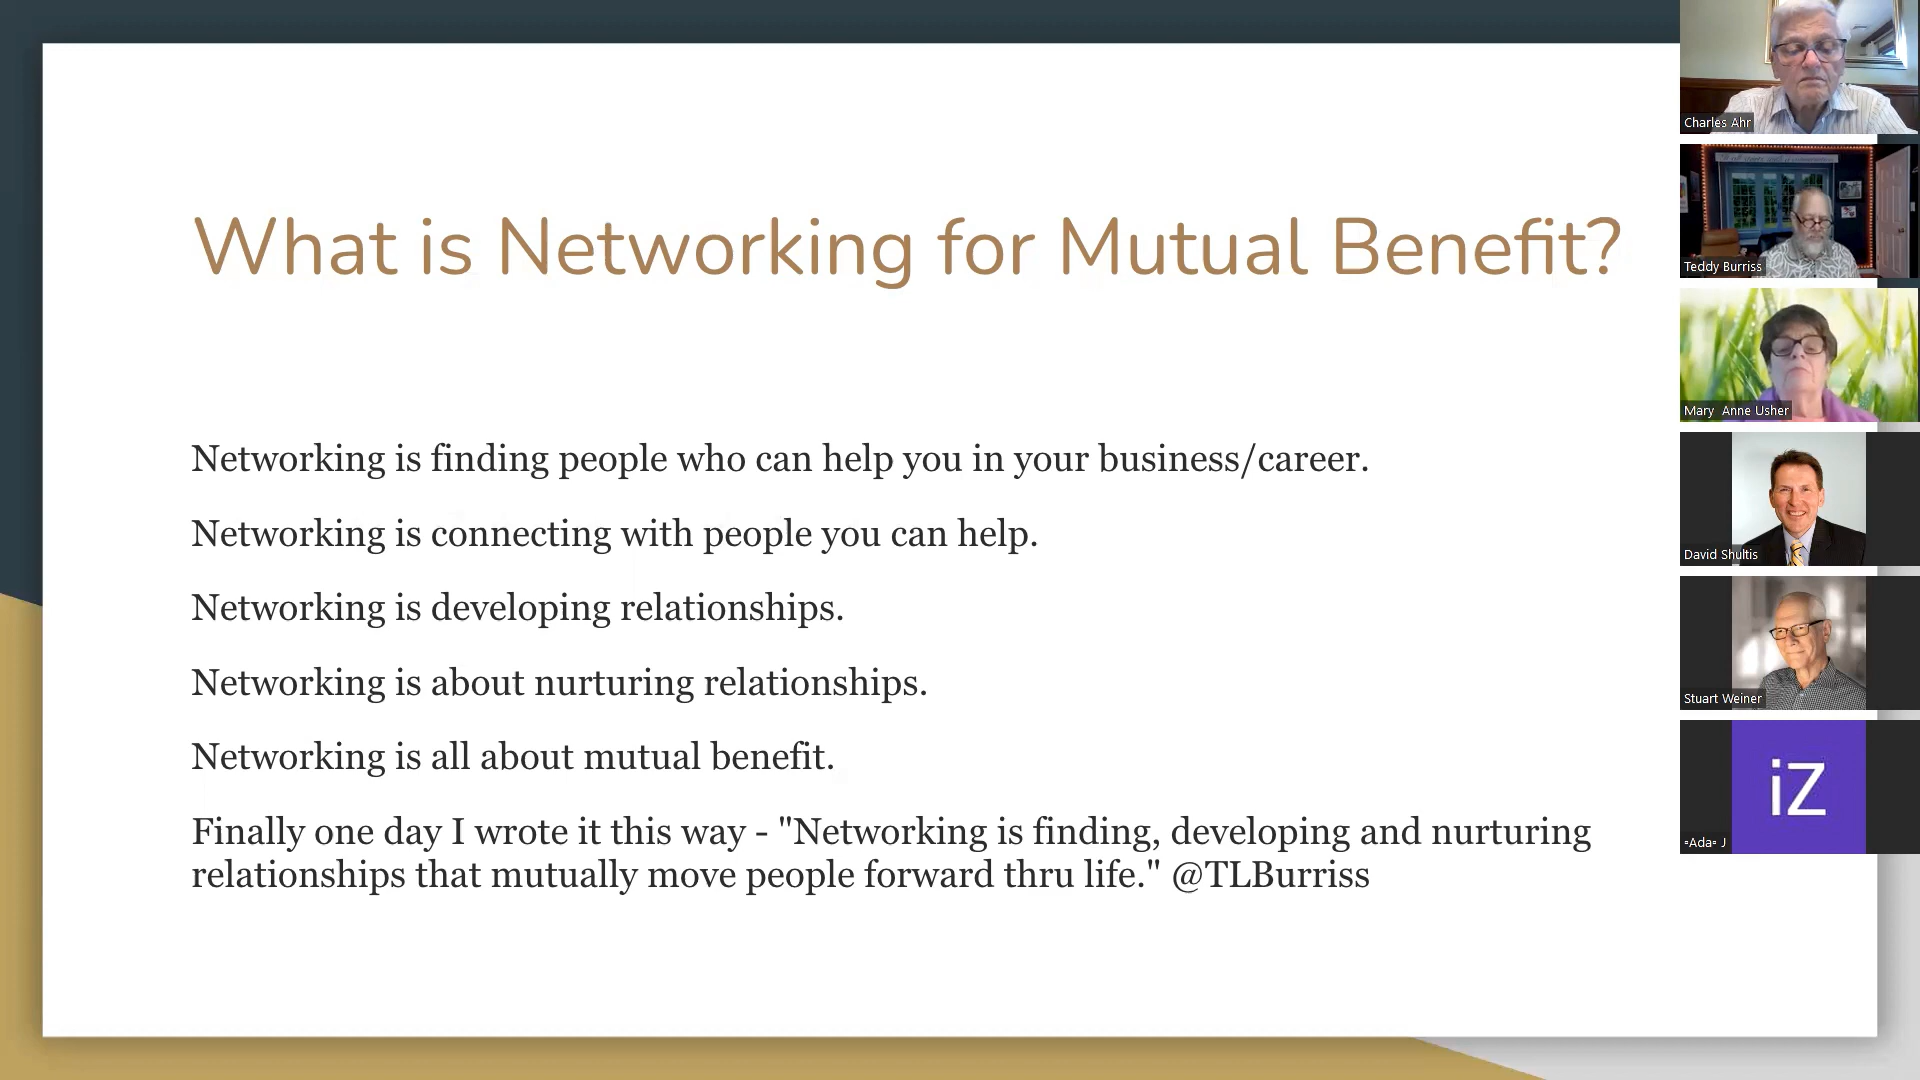 What is Networking for Mutual Benefit?
Networking is finding people who can help you in your business/career.
Networking is connecting with people you can help.
Networking is developing relationships.
Networking is about nurturing relationships.
Networking is all about mutual benefit.
Finally one day I wrote it this way - "Networking is finding, developing and nurturing
relationships that mutually move people forward thru life." @TLBurriss
Charles Ahr
Teddy Burriss
Mary Anne Usher
David Shultis
Stuart Weiner
iZ
▫Ada▫ J